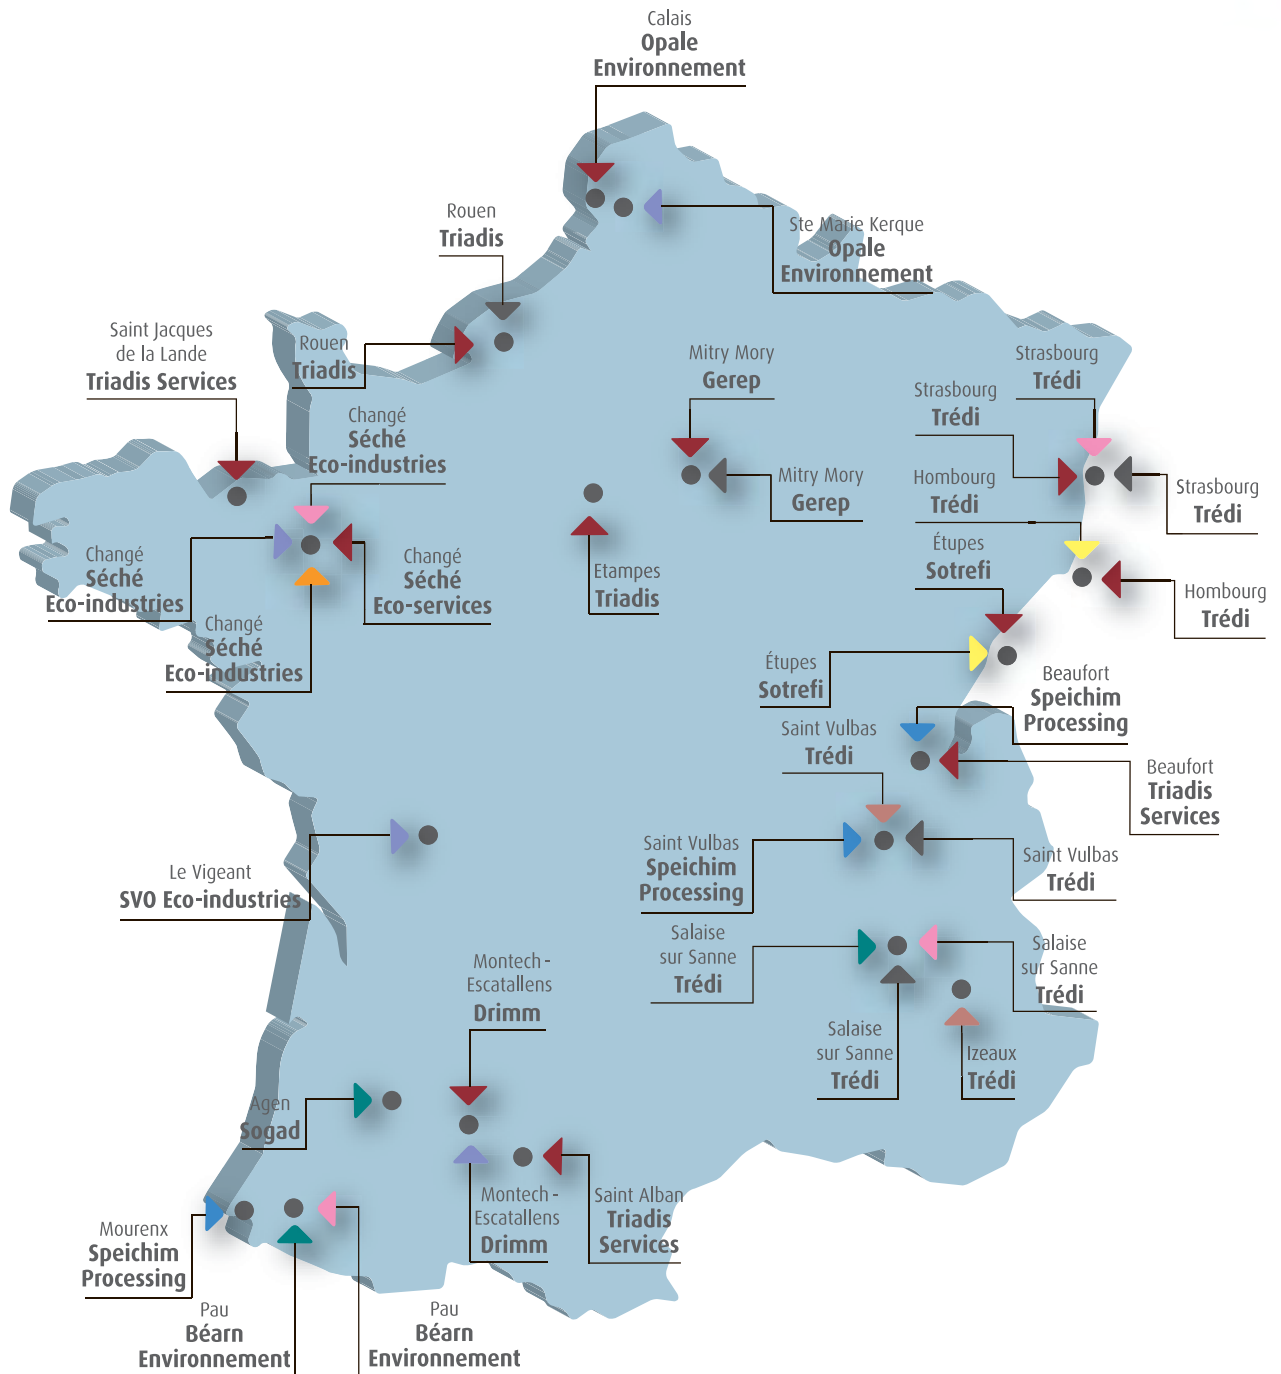 Calais
Opale
Environnement
Rouen
Triadis
Ste Marie Kerque
Opale
Environnement
Saint Jacques
de la Lande
Triadis Services
Rouen
Triadis
Mitry Mory
Gerep
Strasbourg
Trédi
Strasbourg
Trédi
Changé
Séché
Eco-industries
Mitry Mory
Gerep
Hombourg
Trédi
Strasbourg
Trédi
Changé
Séché
Eco-industries
Changé
Séché
Eco-services
Etampes
Triadis
Étupes
Sotrefi
Hombourg
Trédi
Changé
Séché
Eco-industries
Étupes
Sotrefi
Beaufort
Speichim
Processing
Saint Vulbas
Trédi
Beaufort
Triadis
Services
Le Vigeant
SVO Eco-industries
Saint Vulbas
Speichim
Processing
Saint Vulbas
Trédi
Salaise
sur Sanne
Trédi
Salaise
sur Sanne
Trédi
Montech -
Escatallens
Drimm
Salaise
sur Sanne
Trédi
Izeaux
Trédi
Agen
Sogad
Montech -
Escatallens
Drimm
Saint Alban
Triadis
Services
Mourenx
Speichim
Processing
Pau
Béarn
Environnement
Pau
Béarn
Environnement